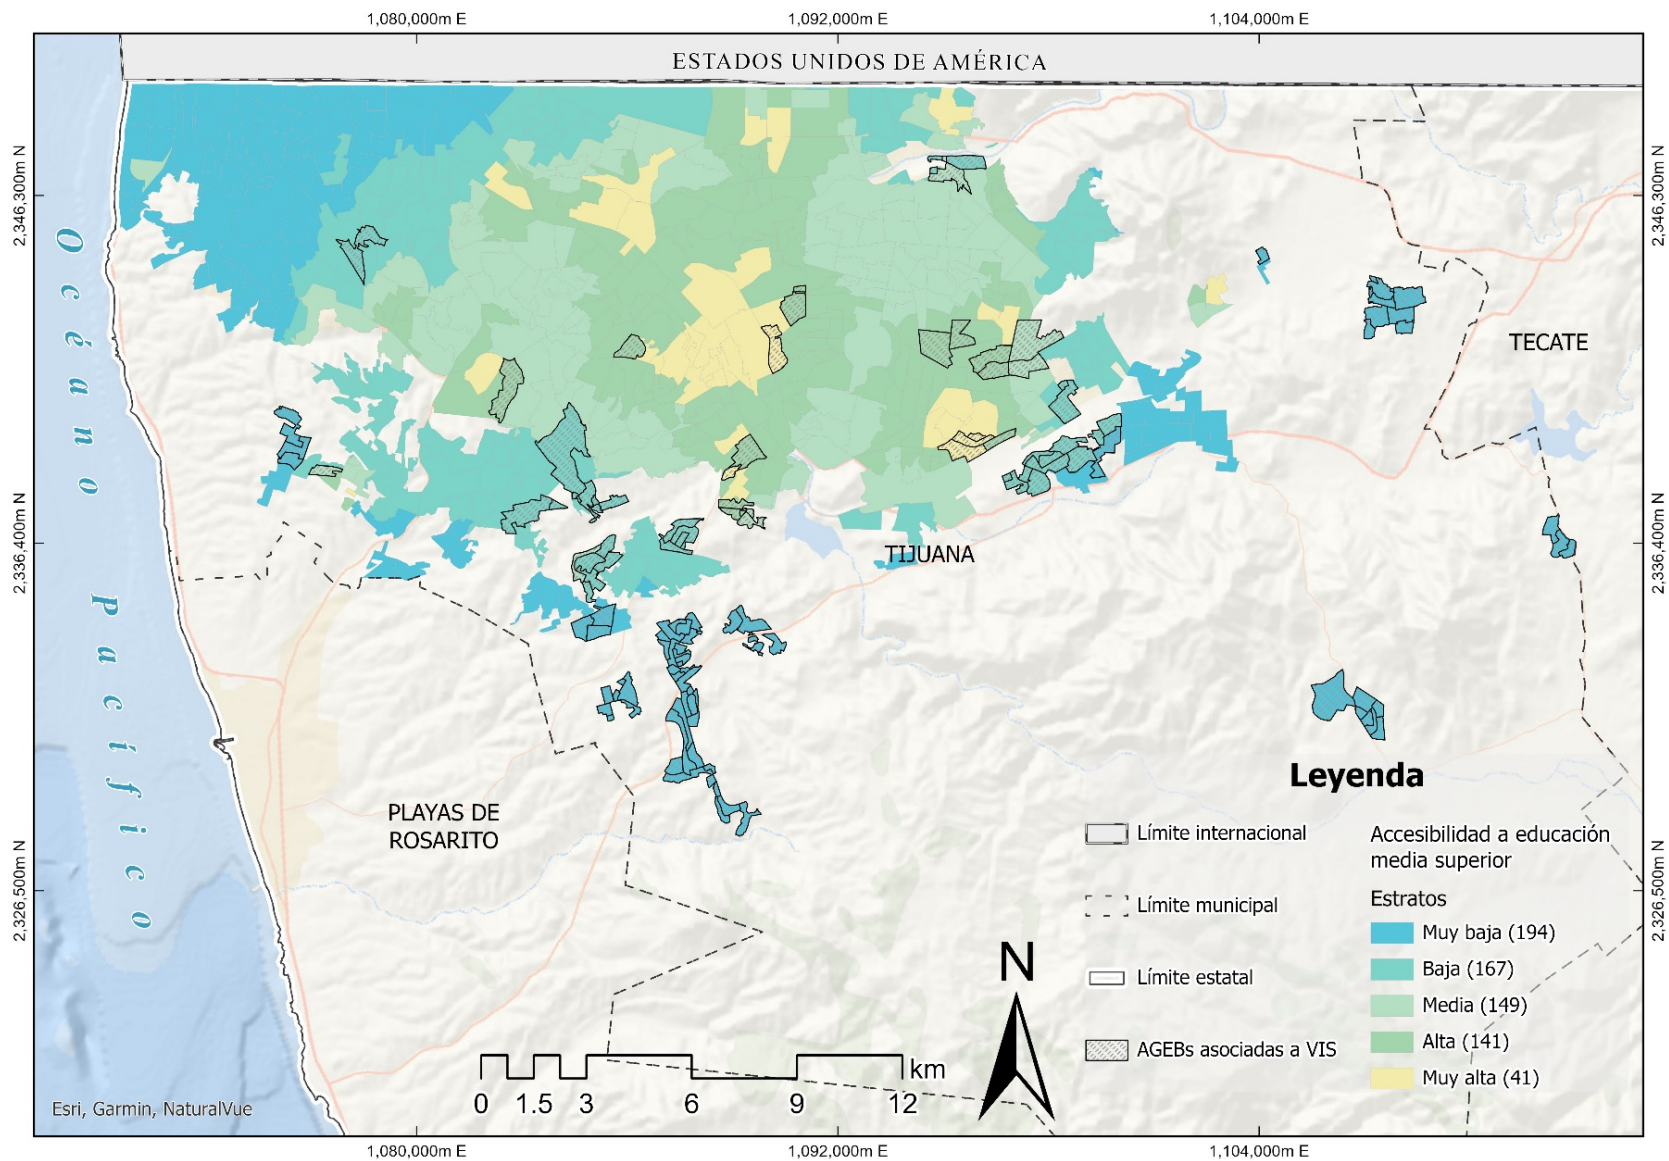 1,080,000m E
1,092,000m E
1,104,000m E
ESTADOS UNIDOS DE AMÉRICA
2,346,300m N
2,346,300m N
Océano Pacífico
TECATE
2,336,400m N
2,336,400m N
TIJUANA
PLAYAS DE
ROSARITO
2,326,500m N
2,326,500m N
Leyenda
Límite internacional
Límite municipal
Límite estatal
AGEBs asociadas a VIS
Accesibilidad a educación
media superior
Estratos
Muy baja (194)
Baja (167)
Media (149)
Alta (141)
Muy alta (41)
N
km
0 1.5 3 6 9 12
Esri, Garmin, NaturalVue
1,080,000m E
1,092,000m E
1,104,000m E